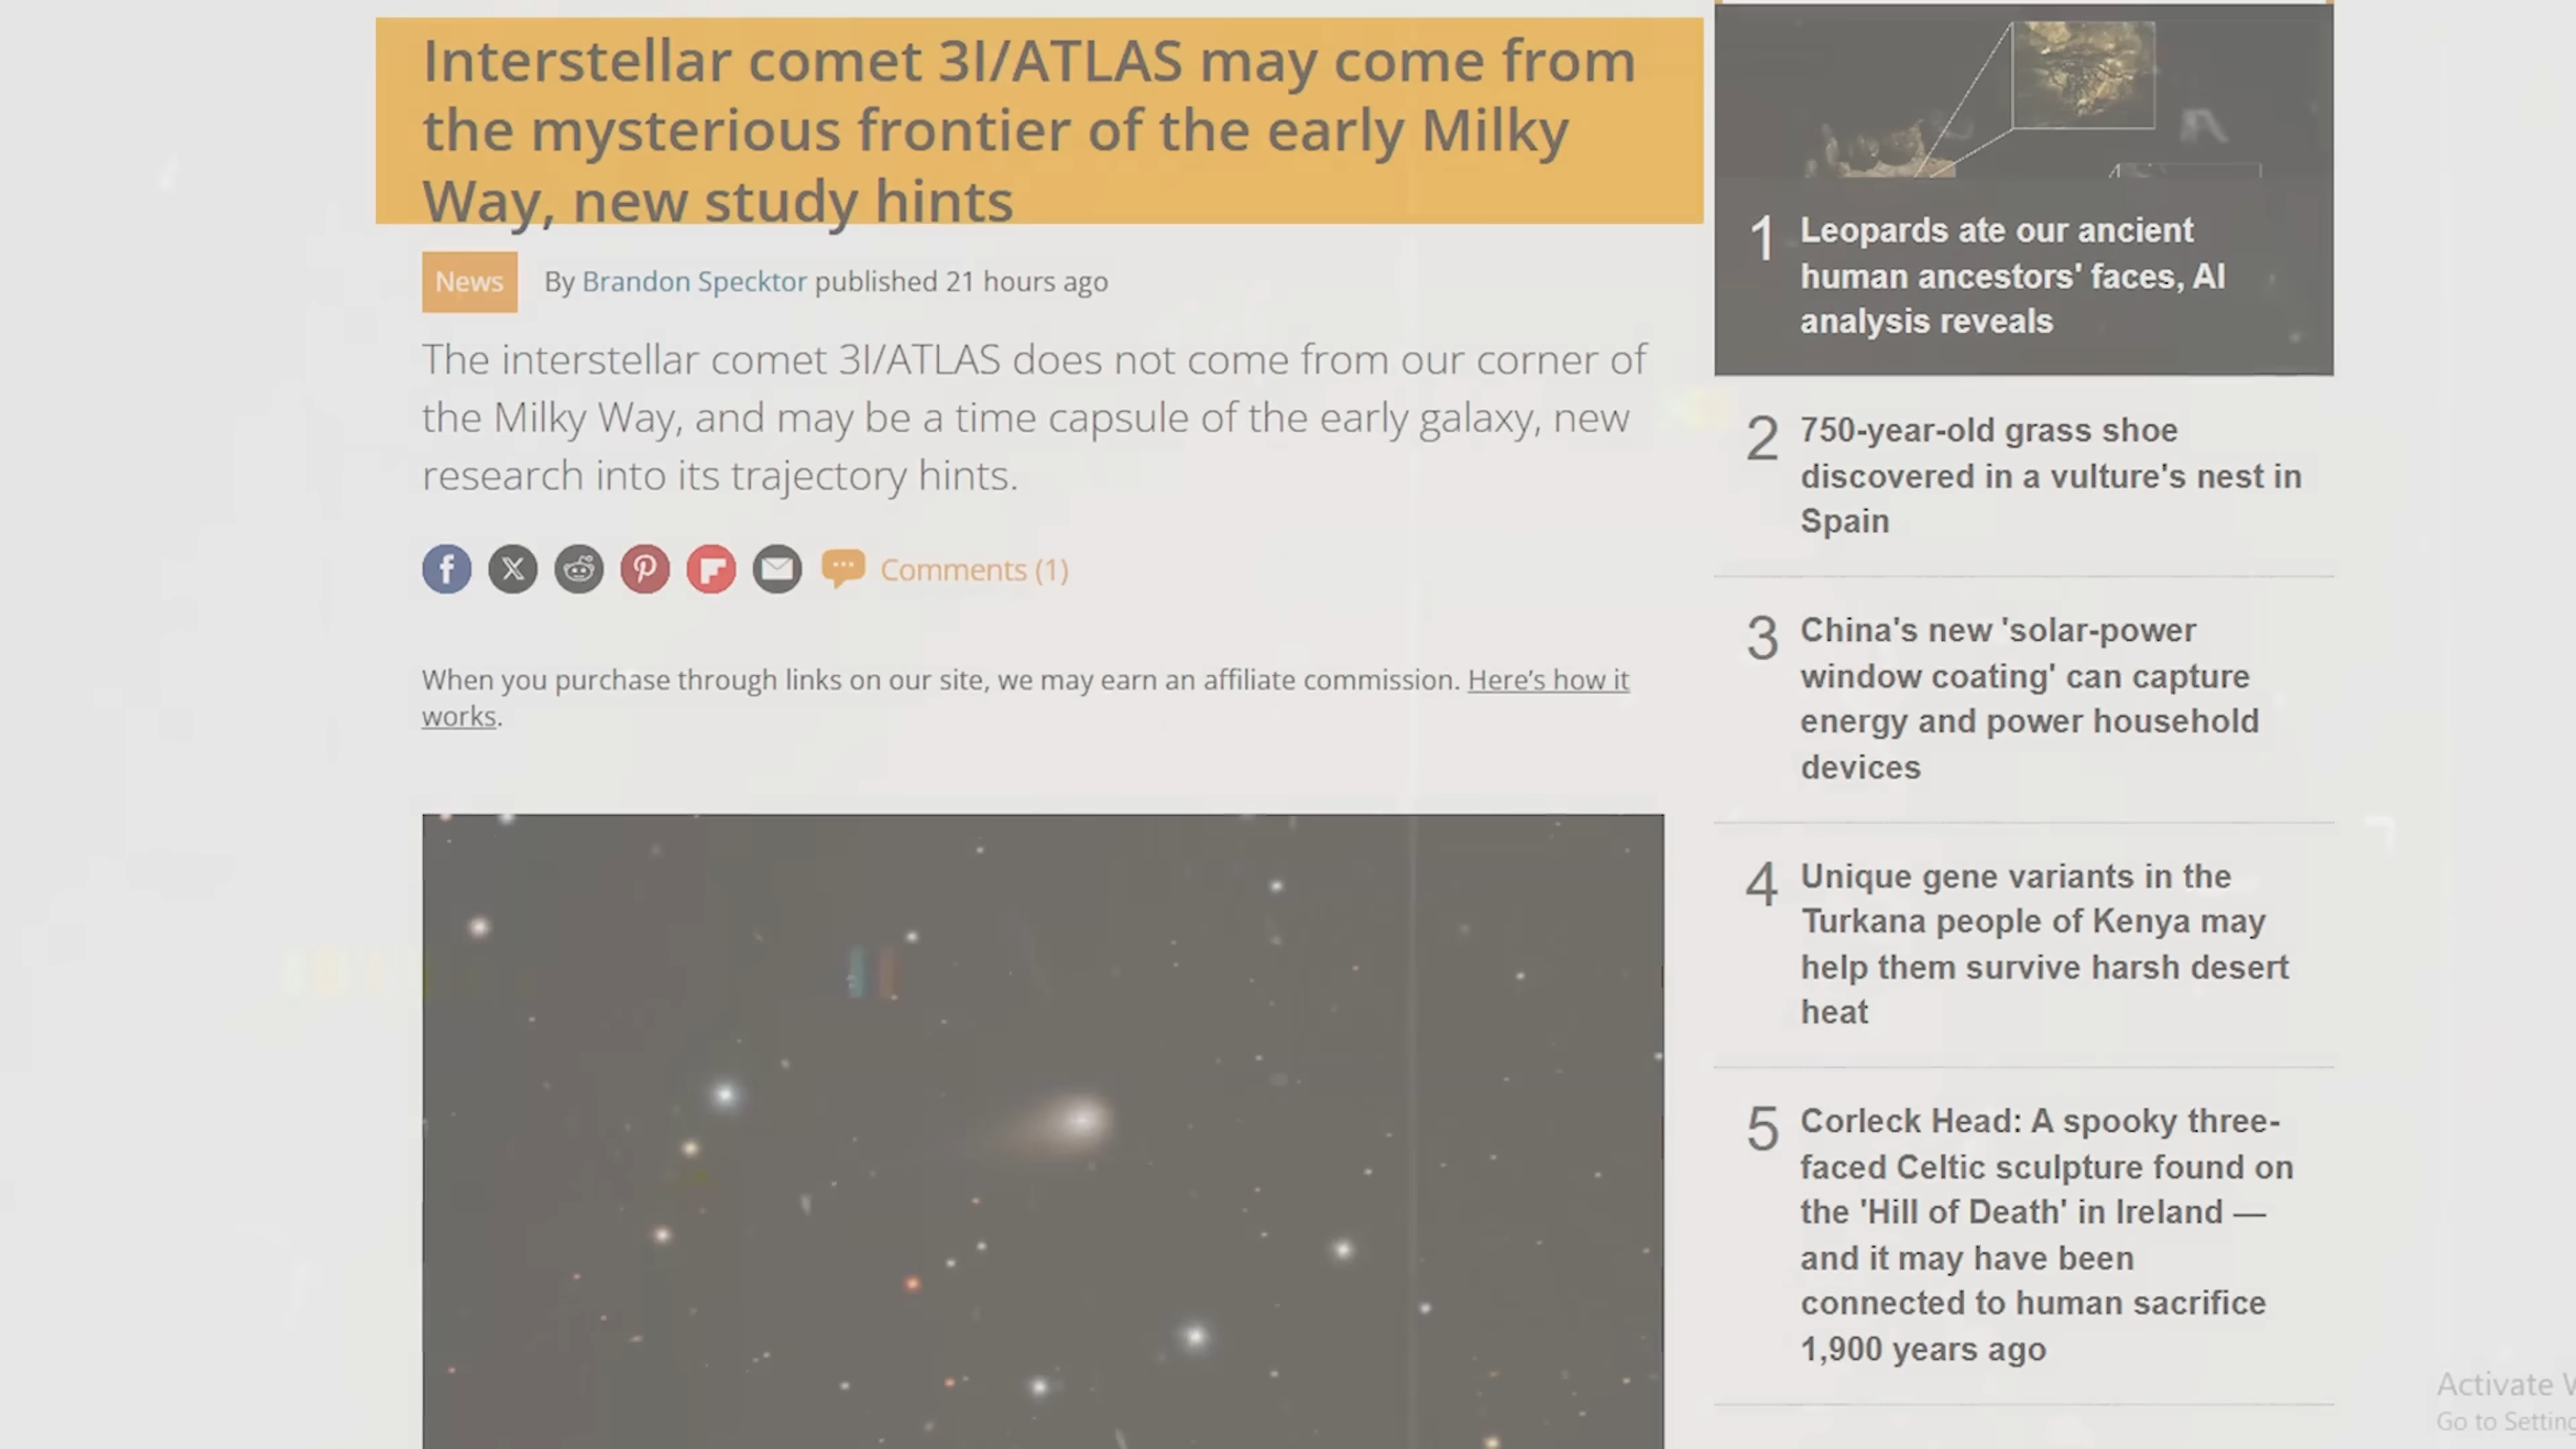 Interstellar comet 3I/ATLAS may come from
the mysterious frontier of the early Milky
Way, new study hints
News
By Brandon Specktor published 21 hours ago
The interstellar comet 3I/ATLAS does not come from our corner of
the Milky Way, and may be a time capsule of the early galaxy, new
research into its trajectory hints.
Comments (1)
When you purchase through links on our site, we may earn an affiliate commission. Here’s how it
works.
1
Leopards ate our ancient
human ancestors' faces, AI
analysis reveals
2
750-year-old grass shoe
discovered in a vulture's nest in
Spain
3
China's new 'solar-power
window coating' can capture
energy and power household
devices
4
Unique gene variants in the
Turkana people of Kenya may
help them survive harsh desert
heat
5
Corleck Head: A spooky three-
faced Celtic sculpture found on
the 'Hill of Death' in Ireland —
and it may have been
connected to human sacrifice
1,900 years ago
Activate
Go to